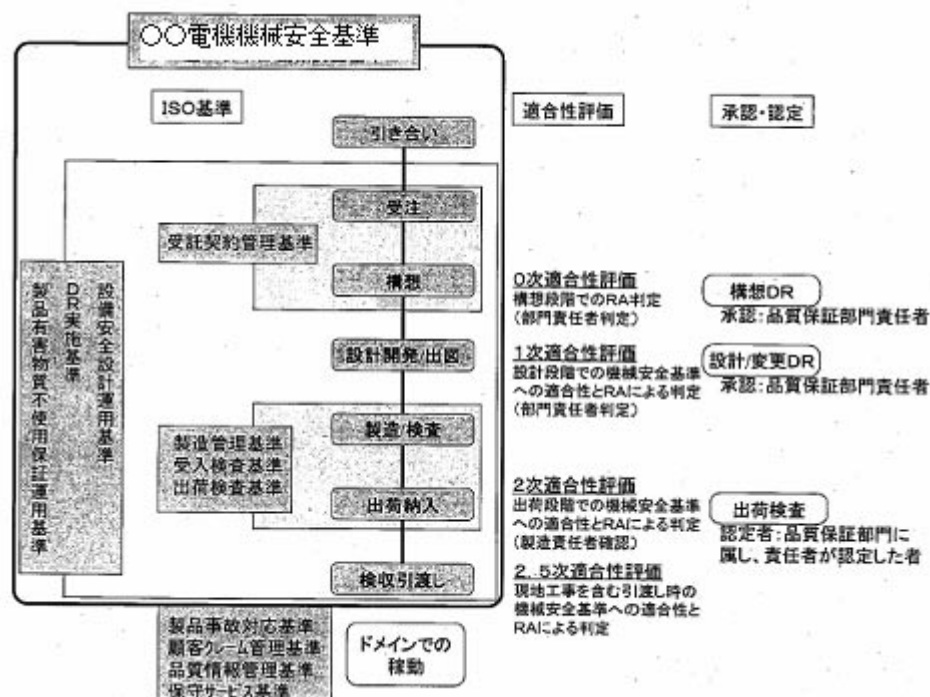 〇〇電機機械安全基準
ISO基準
適合性評価
承認・認定
引き合い
受注
受託契約管理基準
構想
設備安全設計運用基準
DR実施基準
製品有害物質不使用保証運用基準
0次適合性評価
構想段階でのRA判定
(部門責任者判定)
構想DR
承認:品質保証部門責任者
設計開発/出図
1次適合性評価
設計段階での機械安全基準
への適合性とRAによる判定
(部門責任者判定)
設計/変更DR
承認:品質保証部門責任者
製造/検査
製造管理基準
受入検査基準
出荷検査基準
出荷納入
2次適合性評価
出荷段階での機械安全基準
への適合性とRAによる判定
(製造責任者確認)
出荷検査
認定者:品質保証部門に
属し、責任者が認定した者
検収引渡し
2.5次適合性評価
現地工事を含む引渡し時の
機械安全基準への適合性と
RAによる判定
製品事故対応基準
顧客クレーム管理基準
品質情報管理基準
保守サービス基準
ドメインでの
稼動